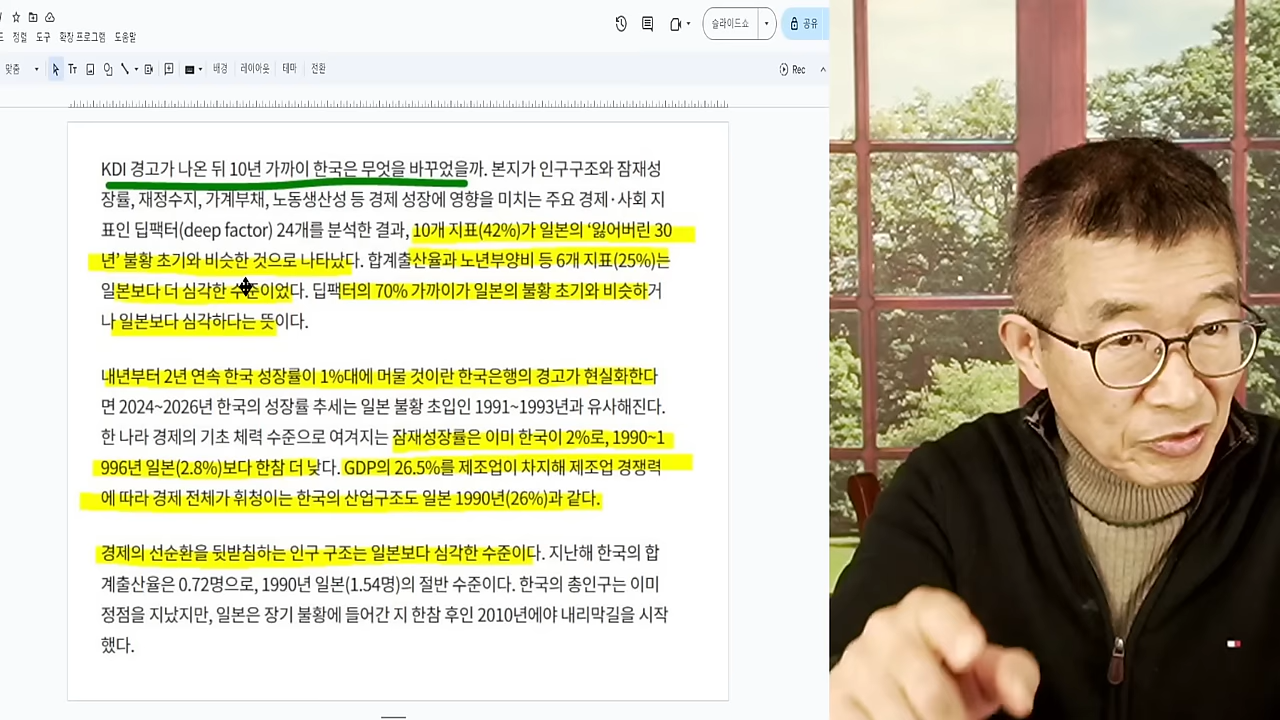 정렬 도구 확장 프로그램 도움말
슬라이드쇼
공유
맞춤
Tт
배경
레이아웃
테마
전환
Rec
KDI 경고가 나온 뒤 10년 가까이 한국은 무엇을 바꾸었을까. 본지가 인구구조와 잠재성
장률, 재정수지, 가계부채, 노동생산성 등 경제 성장에 영향을 미치는 주요 경제·사회 지
표인 딥팩터(deep factor) 24개를 분석한 결과, 10개 지표(42%)가 일본의 ‘잃어버린 30
년’ 불황 초기와 비슷한 것으로 나타났다. 합계출산율과 노년부양비 등 6개 지표(25%)는
일본보다 더 심각한 수준이었다. 딥팩터의 70% 가까이가 일본의 불황 초기와 비슷하거
나 일본보다 심각하다는 뜻이다.
내년부터 2년 연속 한국 성장률이 1%대에 머물 것이란 한국은행의 경고가 현실화한다
면 2024~2026년 한국의 성장률 추세는 일본 불황 초입인 1991~1993년과 유사해진다.
한 나라 경제의 기초 체력 수준으로 여겨지는 잠재성장률은 이미 한국이 2%로, 1990~1
996년 일본(2.8%)보다 한참 더 낮다. GDP의 26.5%를 제조업이 차지해 제조업 경쟁력
에 따라 경제 전체가 휘청이는 한국의 산업구조도 일본 1990년(26%)과 같다.
경제의 선순환을 뒷받침하는 인구 구조는 일본보다 심각한 수준이다. 지난해 한국의 합
계출산율은 0.72명으로, 1990년 일본(1.54명)의 절반 수준이다. 한국의 총인구는 이미
정점을 지났지만, 일본은 장기 불황에 들어간 지 한참 후인 2010년에야 내리막길을 시작
했다.